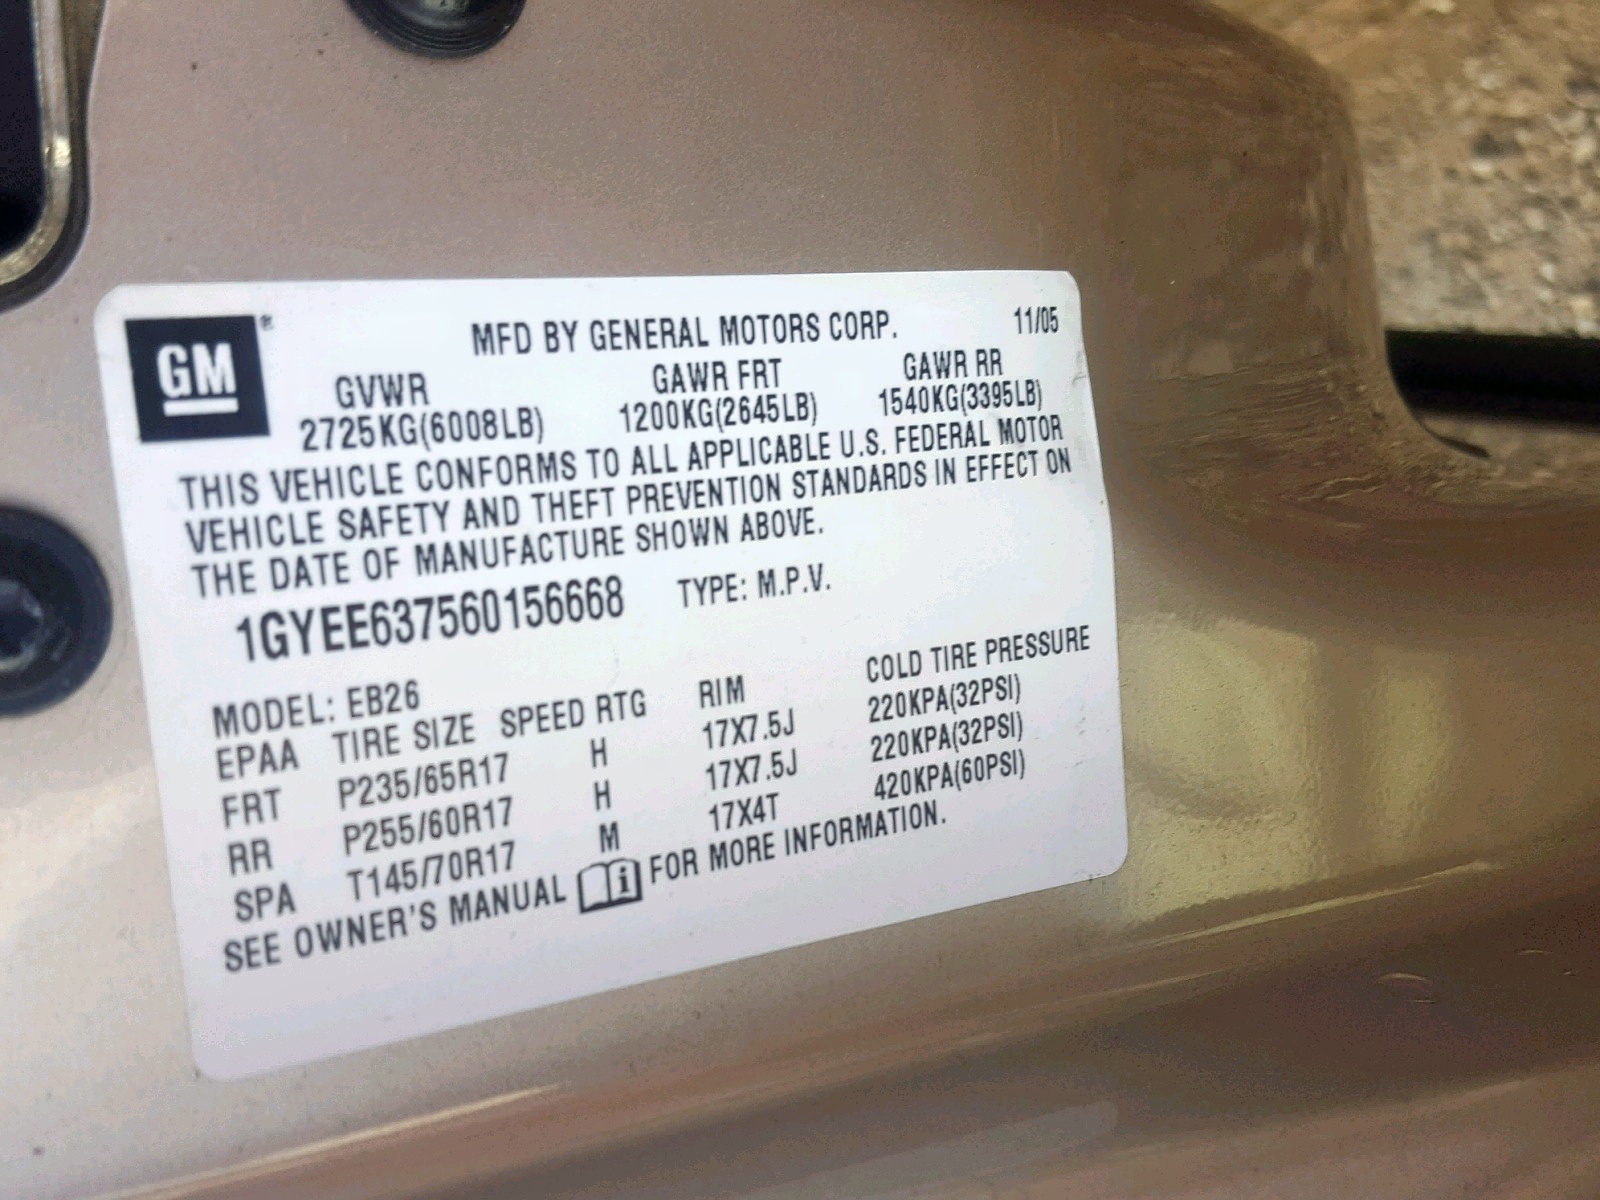 GM® MFD BY GENERAL MOTORS CORP. 11/05
GVWR GAWR FRT GAWR RR
2725KG(6008LB) 1200KG(2645LB) 1540KG(3395LB)
THIS VEHICLE CONFORMS TO ALL APPLICABLE U.S. FEDERAL MOTOR
VEHICLE SAFETY AND THEFT PREVENTION STANDARDS IN EFFECT ON
THE DATE OF MANUFACTURE SHOWN ABOVE.
1GYEE637560156668 TYPE: M.P.V.
MODEL: EB26
EPAA TIRE SIZE SPEED RTG RIM COLD TIRE PRESSURE
FRT P235/65R17 H 17X7.5J 220KPA(32PSI)
RR P255/60R17 H 17X7.5J 220KPA(32PSI)
SPA T145/70R17 M 17X4T 420KPA(60PSI)
SEE OWNER'S MANUAL FOR MORE INFORMATION.